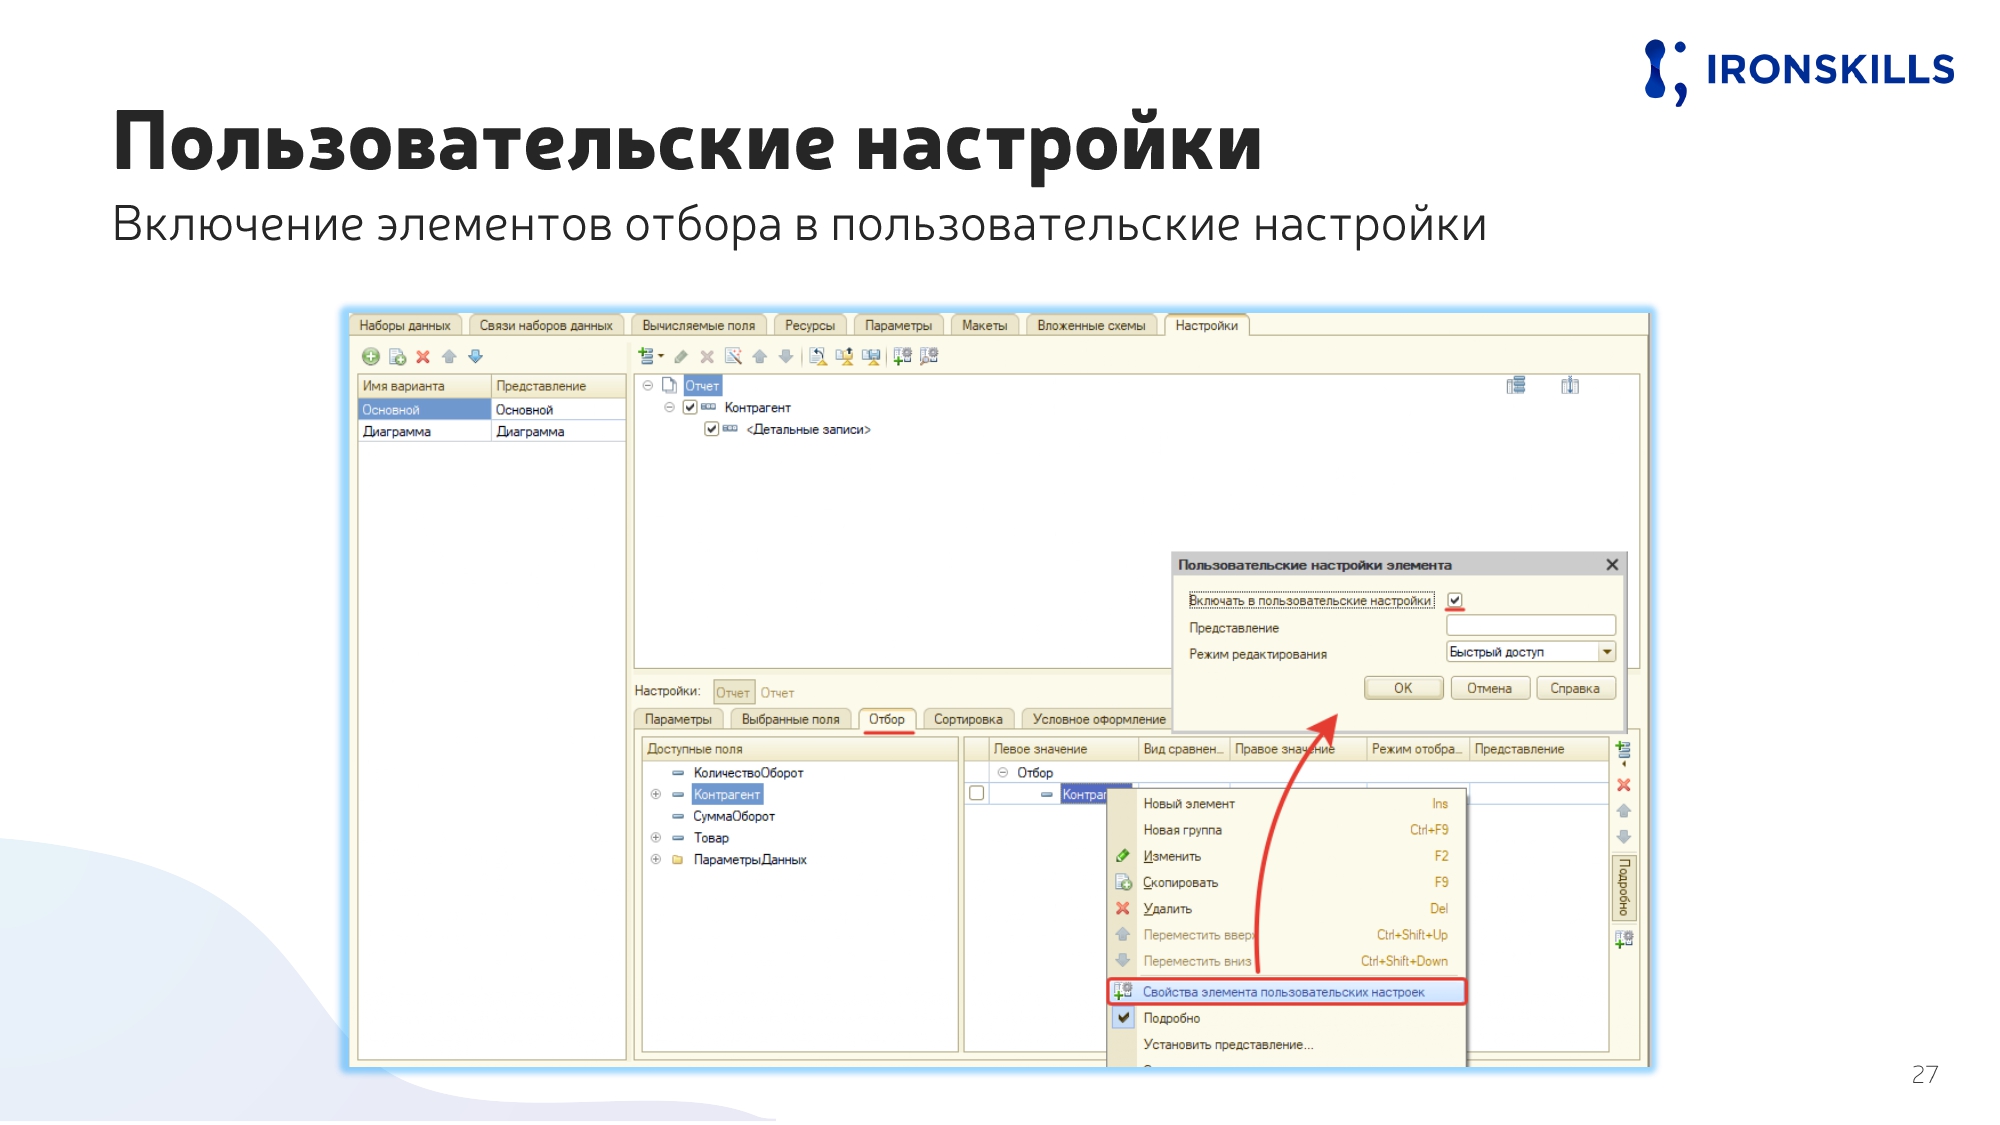 IRONSKILLS
Пользовательские настройки
Включение элементов отбора в пользовательские настройки
Наборы данных Связи наборов данных Вычисляемые поля Ресурсы Параметры Макеты Вложенные схемы Настройки
Имя варианта Представление
Основной Основной
Диаграмма Диаграмма
Отчет
Контрагент
<Детальные записи>
Пользовательские настройки элемента
Включать в пользовательские настройки
Представление
Режим редактирования Быстрый доступ
OK Отмена Справка
Настройки: Отчет Отчет
Параметры Выбранные поля Отбор Сортировка Условное оформление
Доступные поля
КоличествоОборот
Контрагент
СуммаОборот
Товар
ПараметрыДанных
Левое значение Вид сравнен... Правое значение Режим отобра... Представление
Отбор
Контраг
Новый элемент Ins
Новая группа Ctrl+F9
Изменить F2
Скопировать F9
Удалить Del
Переместить вверх Ctrl+Shift+Up
Переместить вниз Ctrl+Shift+Down
Свойства элемента пользовательских настроек
Подробно
Установить представление...
Подробно
27